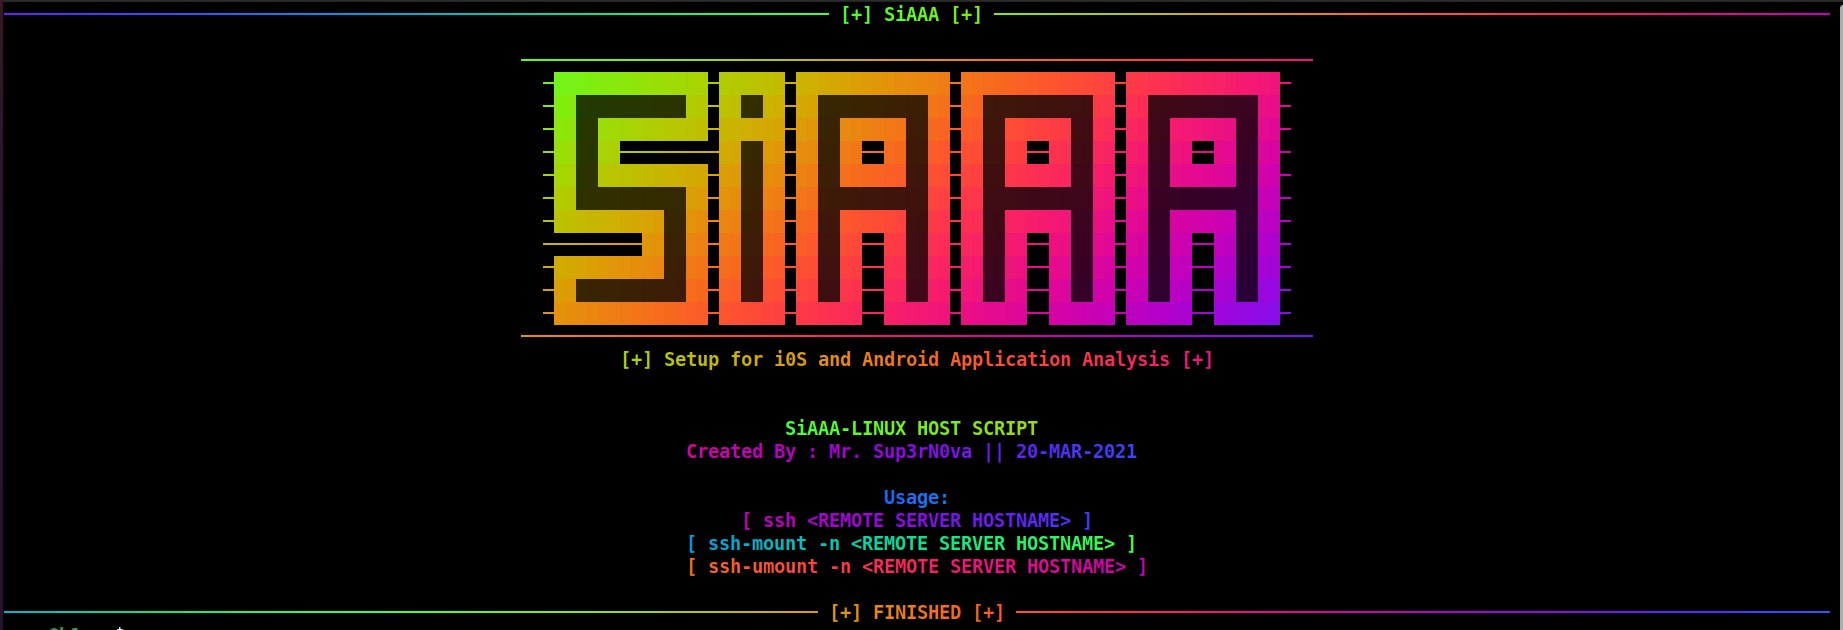 [+] SiAAA [+]
SiAAA
[+] Setup for i0S and Android Application Analysis [+]
SiAAA-LINUX HOST SCRIPT
Created By : Mr. Sup3rN0va || 20-MAR-2021
Usage:
[ ssh <REMOTE SERVER HOSTNAME> ]
[ ssh-mount -n <REMOTE SERVER HOSTNAME> ]
[ ssh-umount -n <REMOTE SERVER HOSTNAME> ]
[+] FINISHED [+]